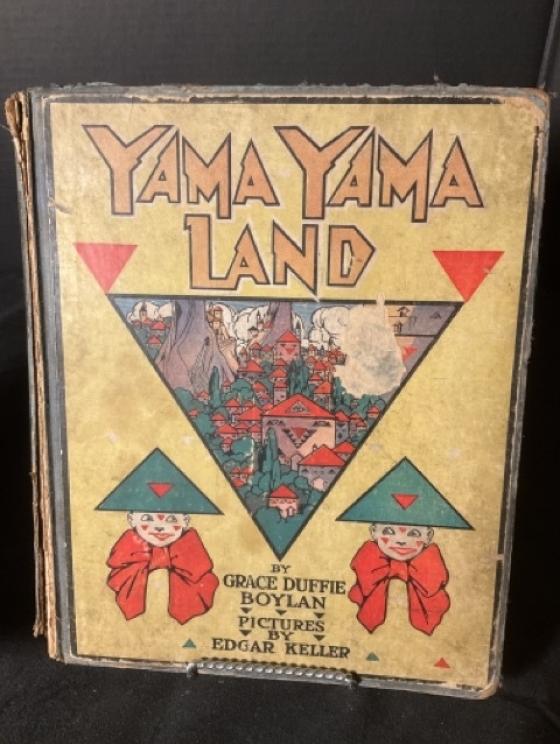 YAMA YAMA
LAND
BY
GRACE DUFFIE
BOYLAN
PICTURES
BY
EDGAR KELLER